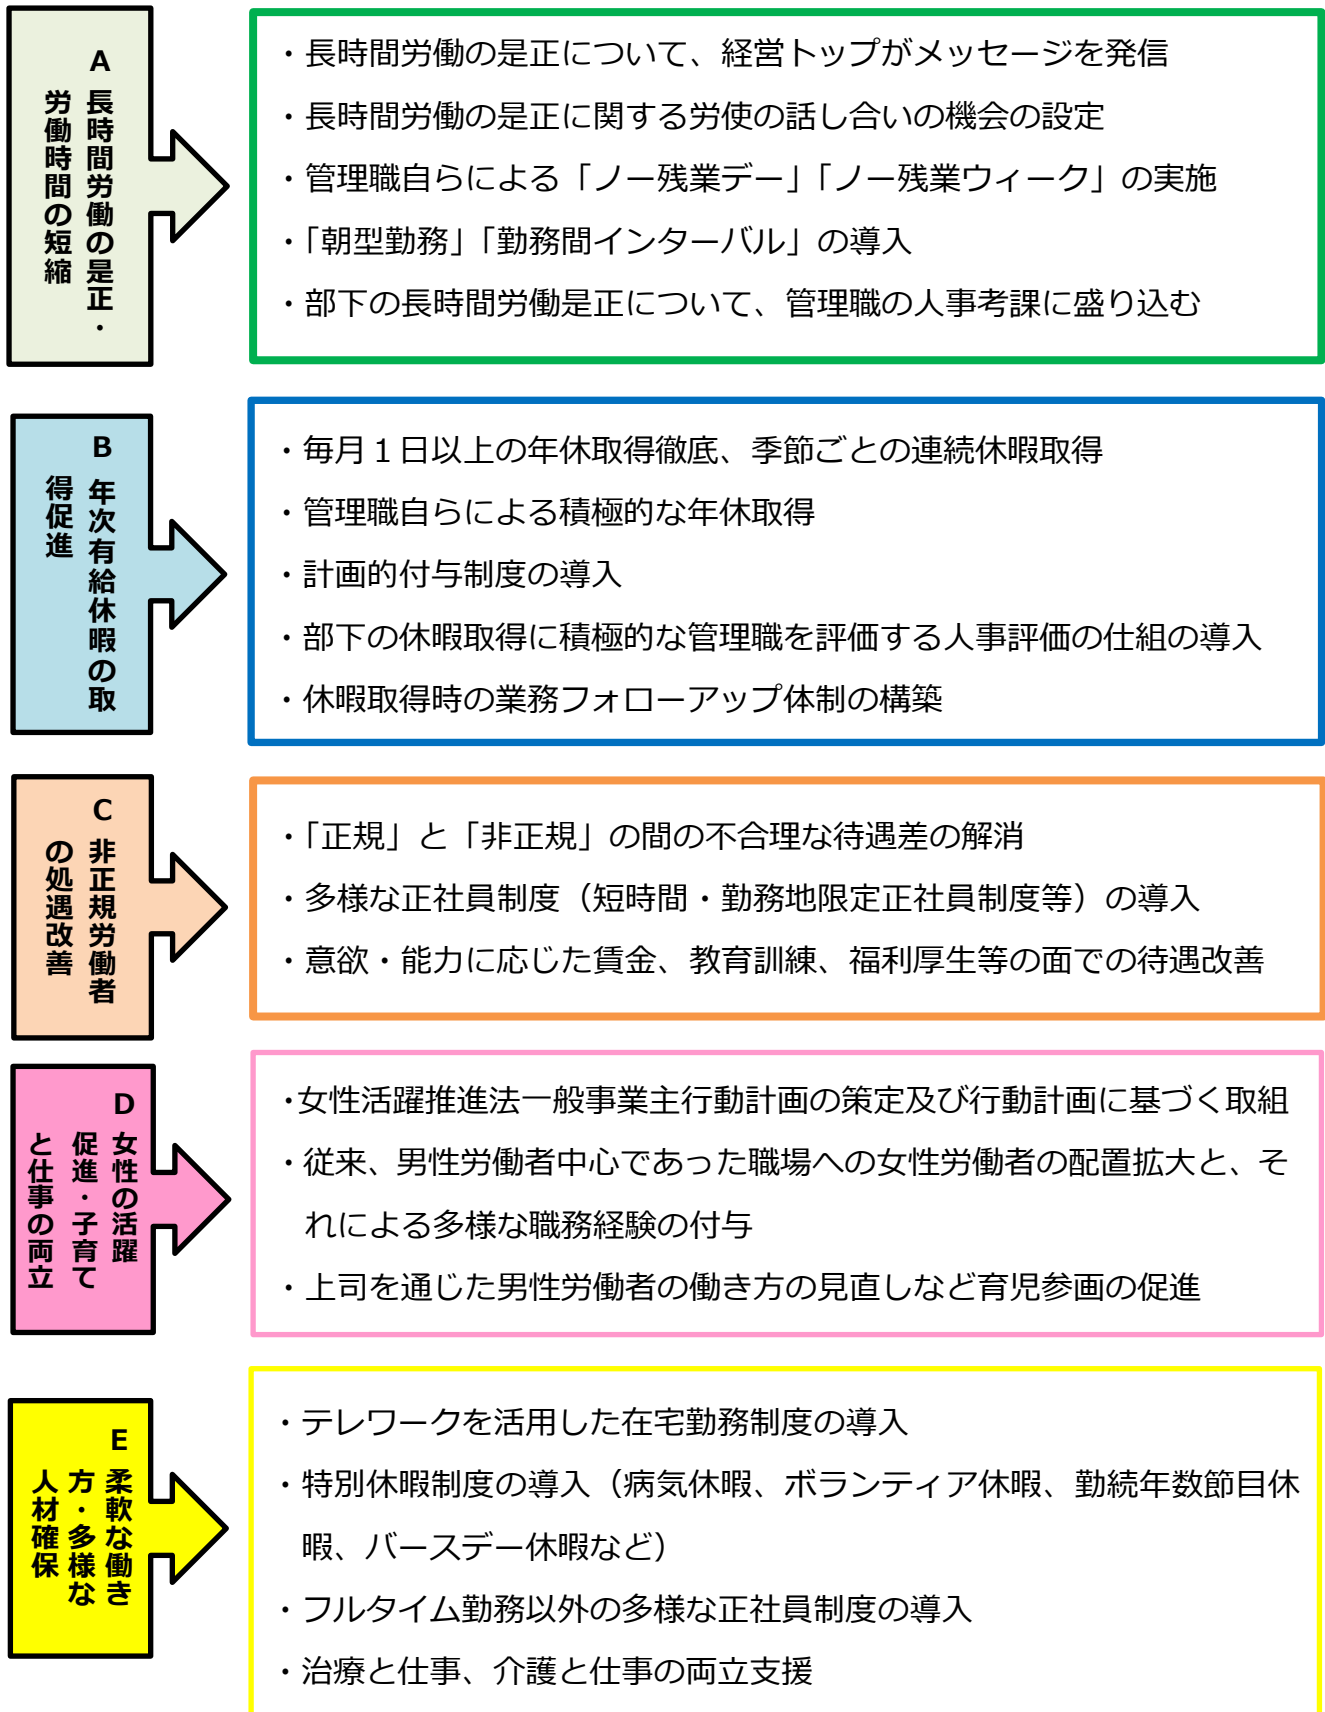 A
長時間労働の是正・
労働時間の短縮
・長時間労働の是正について、経営トップがメッセージを発信
・長時間労働の是正に関する労使の話し合いの機会の設定
・管理職自らによる「ノー残業デー」「ノー残業ウィーク」の実施
・「朝型勤務」「勤務間インターバル」の導入
・部下の長時間労働是正について、管理職の人事考課に盛り込む
B
年次有給休暇の取
得促進
・毎月１日以上の年休取得徹底、季節ごとの連続休暇取得
・管理職自らによる積極的な年休取得
・計画的付与制度の導入
・部下の休暇取得に積極的な管理職を評価する人事評価の仕組の導入
・休暇取得時の業務フォローアップ体制の構築
C
非正規労働者
の処遇改善
・「正規」と「非正規」の間の不合理な待遇差の解消
・多様な正社員制度（短時間・勤務地限定正社員制度等）の導入
・意欲・能力に応じた賃金、教育訓練、福利厚生等の面での待遇改善
D
女性の活躍
促進・子育て
と仕事の両立
・女性活躍推進法一般事業主行動計画の策定及び行動計画に基づく取組
・従来、男性労働者中心であった職場への女性労働者の配置拡大と、そ
れによる多様な職務経験の付与
・上司を通じた男性労働者の働き方の見直しなど育児参画の促進
E
柔軟な働き
方・多様な
人材確保
・テレワークを活用した在宅勤務制度の導入
・特別休暇制度の導入（病気休暇、ボランティア休暇、勤続年数節目休
暇、バースデー休暇など）
・フルタイム勤務以外の多様な正社員制度の導入
・治療と仕事、介護と仕事の両立支援